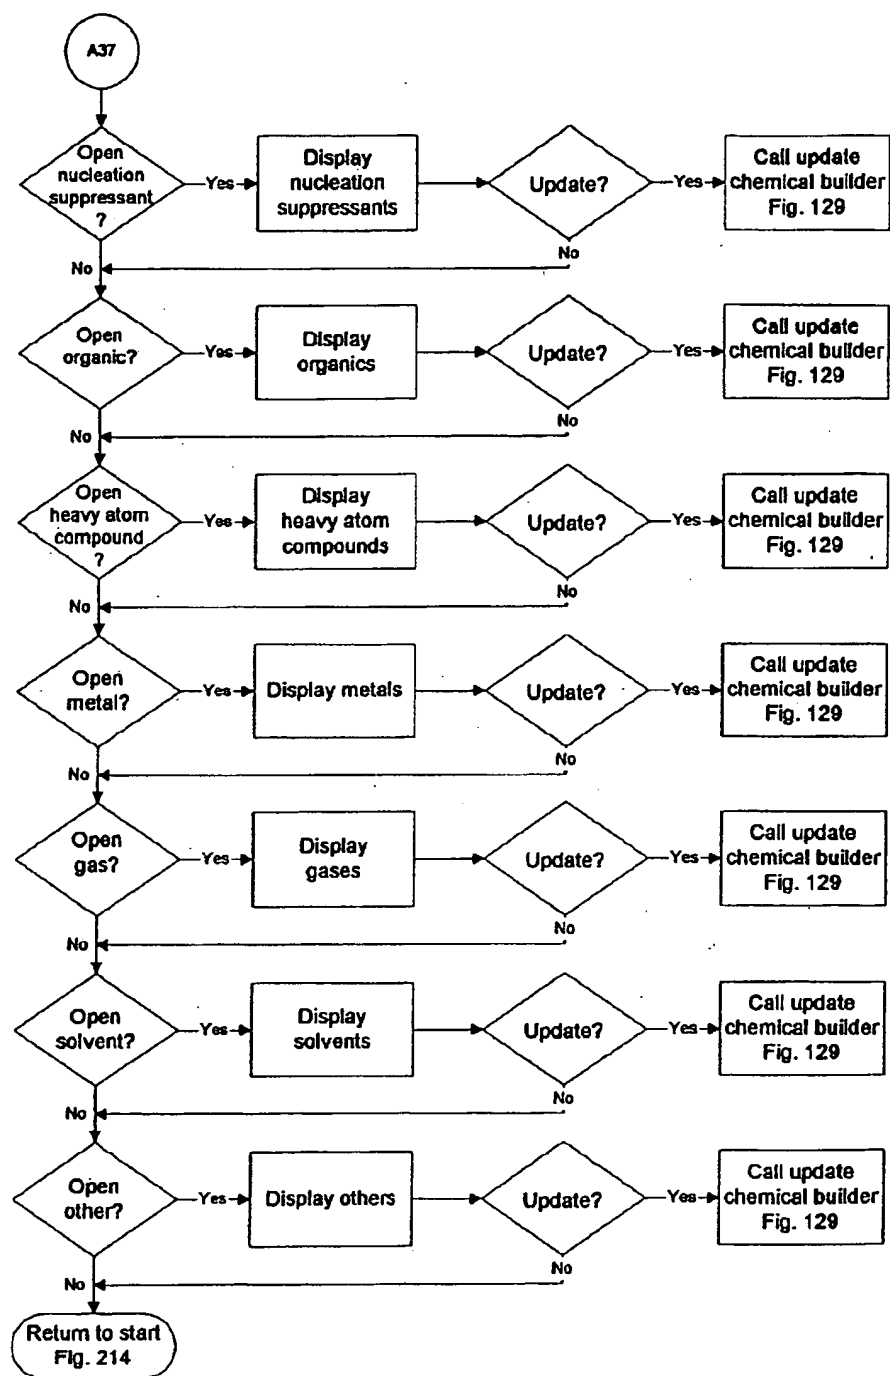 A37
Open
nucleation
suppressant
?
Yes
Display
nucleation
suppressants
Update?
Yes
Call update
chemical builder
Fig. 129
No
No
Open
organic?
Yes
Display
organics
Update?
Yes
Call update
chemical builder
Fig. 129
No
No
Open
heavy atom
compound
?
Yes
Display
heavy atom
compounds
Update?
Yes
Call update
chemical builder
Fig. 129
No
No
Open
metal?
Yes
Display metals
Update?
Yes
Call update
chemical builder
Fig. 129
No
No
Open
gas?
Yes
Display
gases
Update?
Yes
Call update
chemical builder
Fig. 129
No
No
Open
solvent?
Yes
Display
solvents
Update?
Yes
Call update
chemical builder
Fig. 129
No
No
Open
other?
Yes
Display others
Update?
Yes
Call update
chemical builder
Fig. 129
No
No
Return to start
Fig. 214